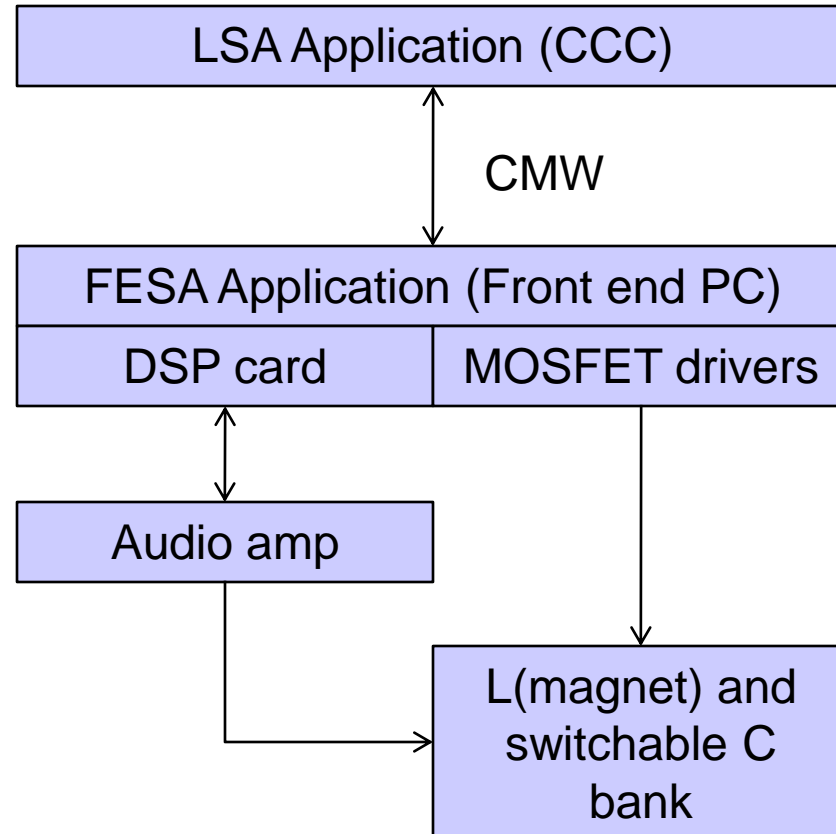 LSA Application (CCC)
CMW
FESA Application (Front end PC)
DSP card
MOSFET drivers
Audio amp
L(magnet) and
switchable C
bank